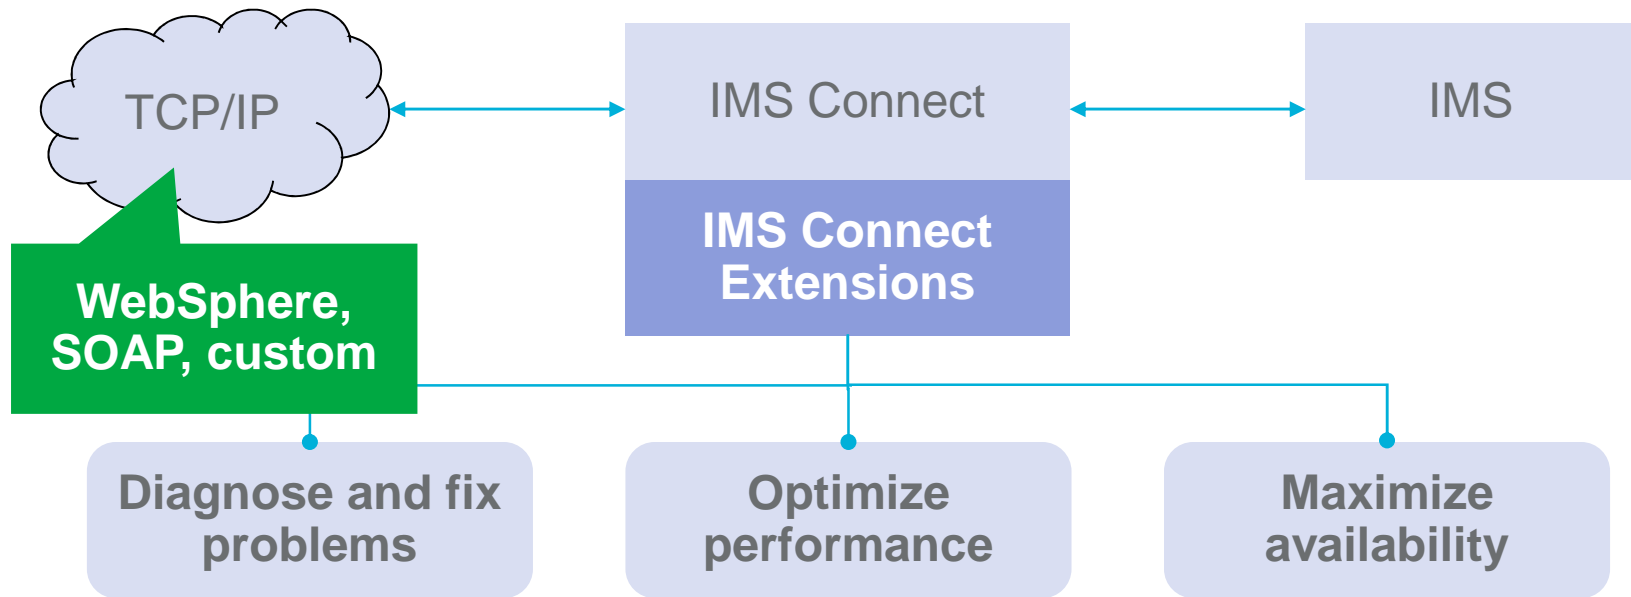 TCP/IP
IMS Connect
IMS
IMS Connect
Extensions
WebSphere,
SOAP, custom
Diagnose and fix
problems
Optimize
performance
Maximize
availability